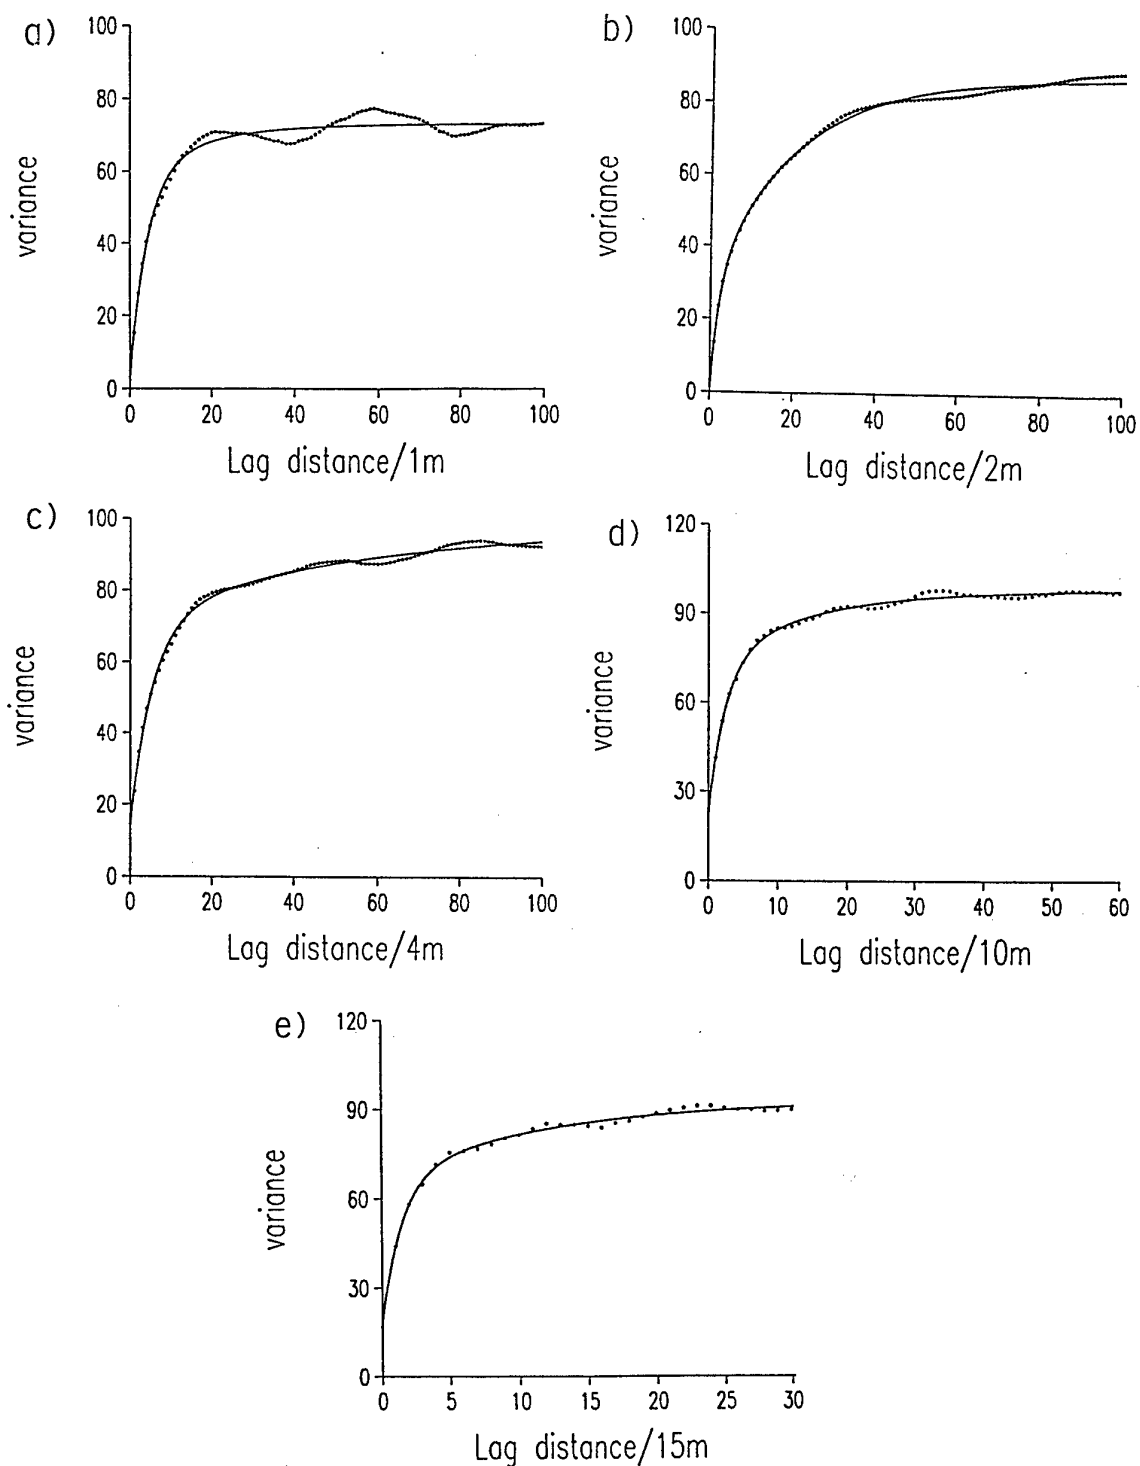 a)
100
80
60
40
20
0
variance
0 20 40 60 80 100
Lag distance/1m
b)
100
80
60
40
20
0
variance
0 20 40 60 80 100
Lag distance/2m
c)
100
80
60
40
20
0
variance
0 20 40 60 80 100
Lag distance/4m
d)
120
90
60
30
0
variance
0 10 20 30 40 50 60
Lag distance/10m
e)
120
90
60
30
0
variance
0 5 10 15 20 25 30
Lag distance/15m